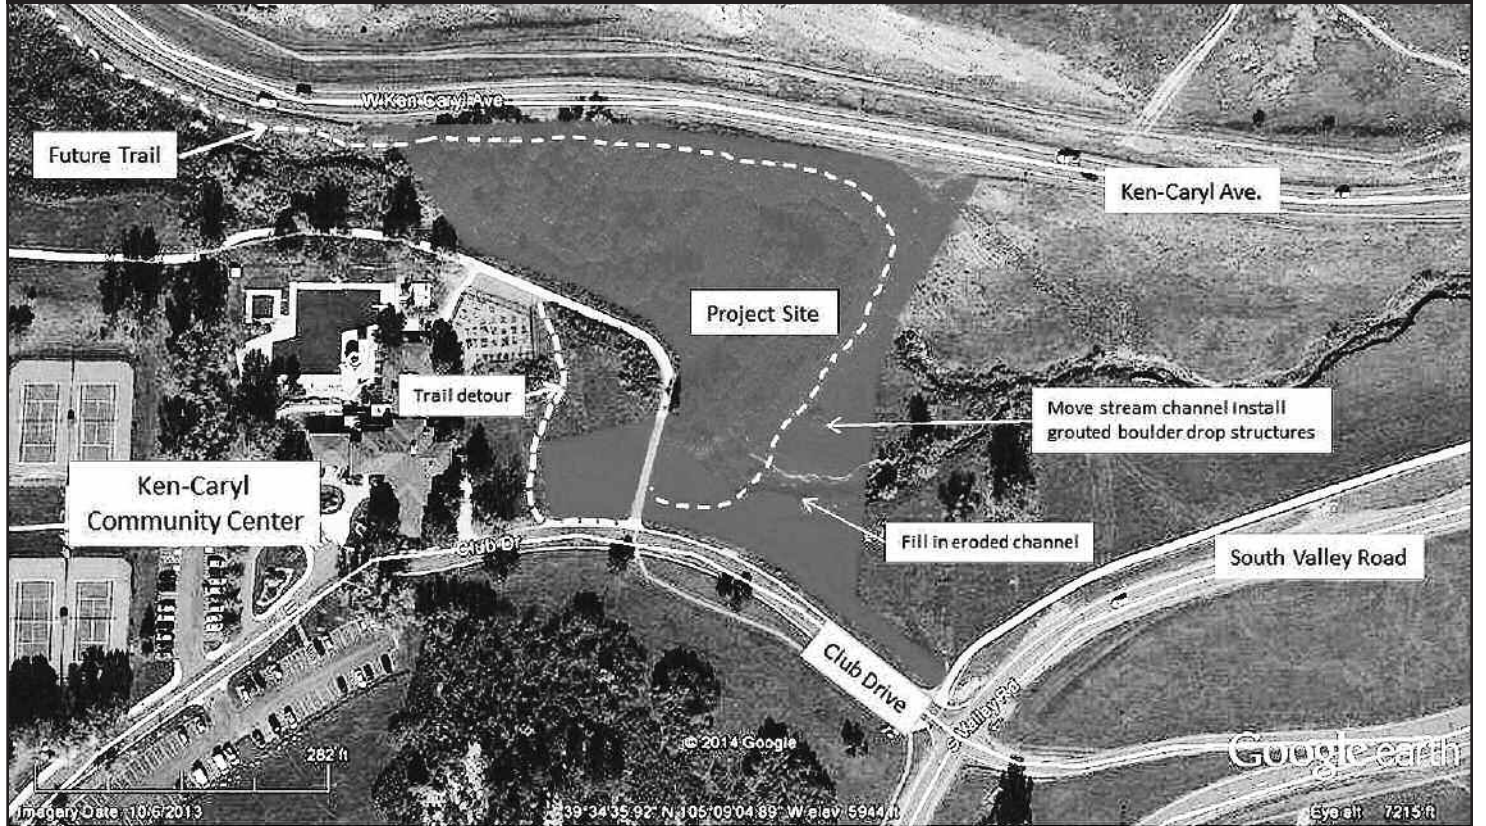 W Ken-Caryl Ave
Future Trail
Ken-Caryl Ave.
Project Site
Trail detour
Move stream channel install
grouted boulder drop structures
Ken-Caryl
Community Center
Club Dr
Fill in eroded channel
South Valley Road
Club Drive
S Valley Rd
© 2014 Google
Google earth
282 ft
Imagery Date: 10/6/2013
39°34'35.92" N 105°09'04.89" W elev 5944 ft
Eye alt 7215 ft